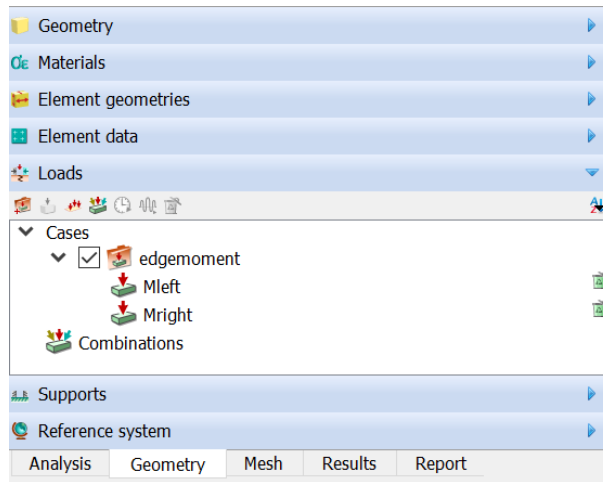 Geometry
Materials
Element geometries
Element data
Loads
Cases
edgemoment
Mleft
Mright
Combinations
Supports
Reference system
Analysis Geometry Mesh Results Report